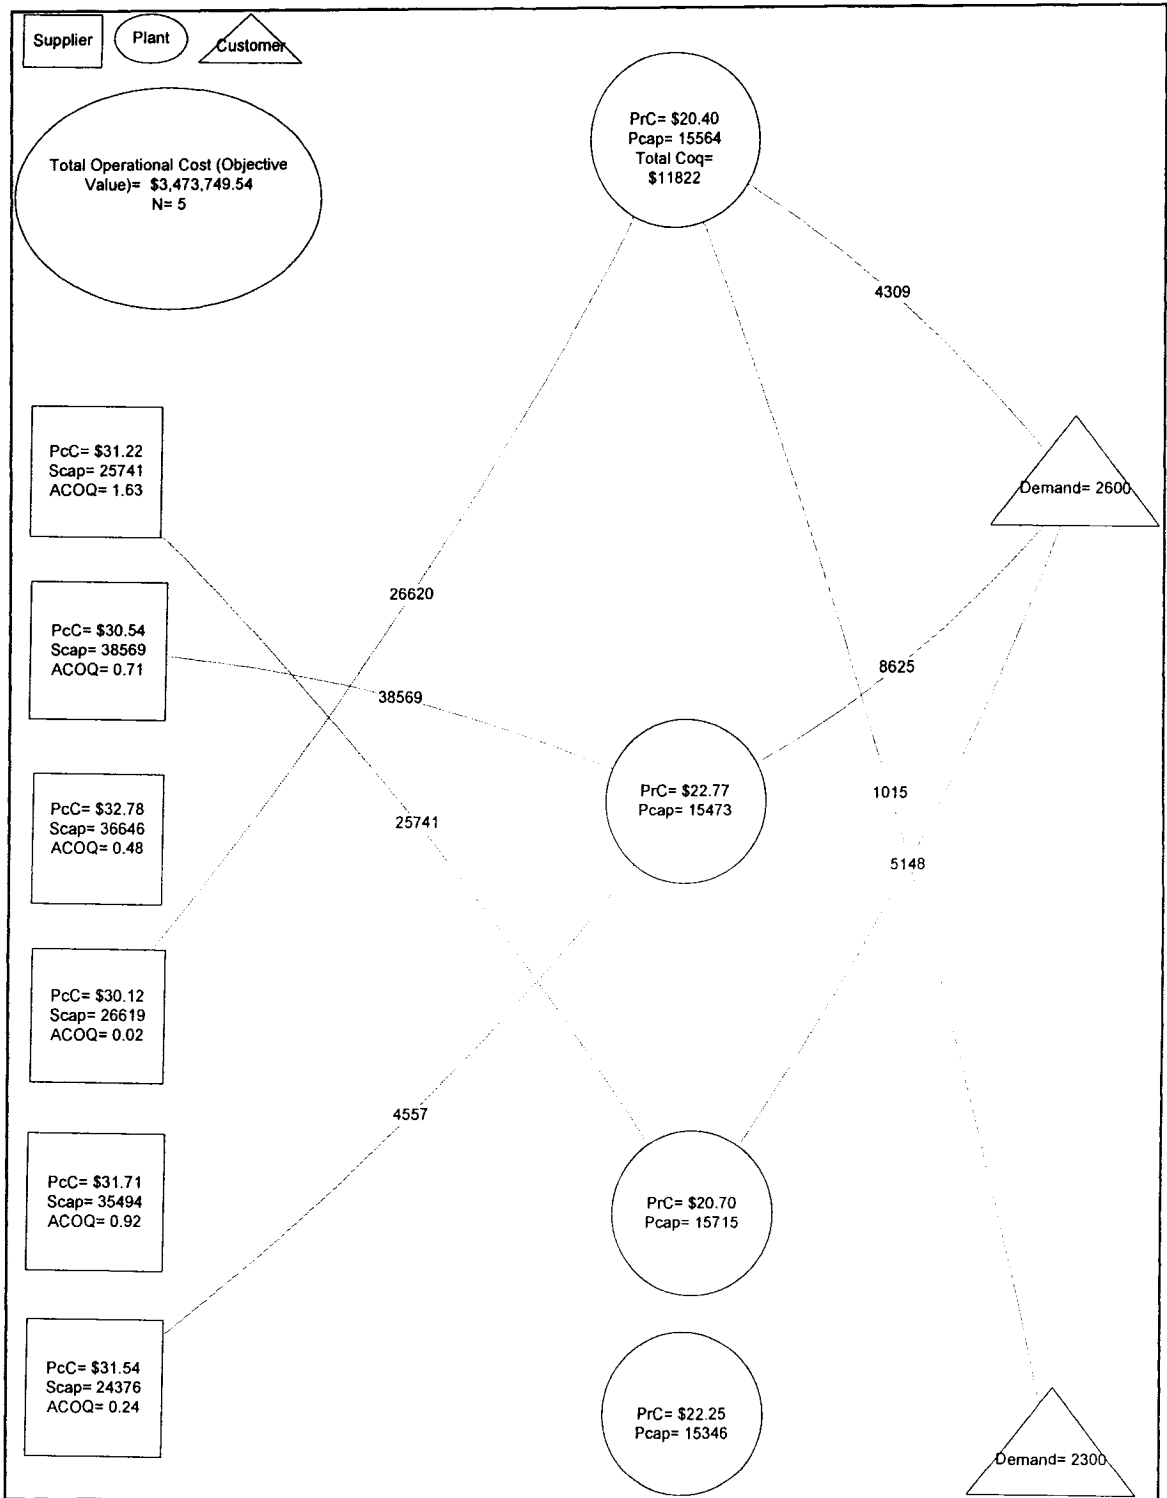 Supplier
Plant
Customer
Total Operational Cost (Objective
Value)= $3,473,749.54
N= 5
PrC= $20.40
Pcap= 15564
Total Coq=
$11822
4309
PcC= $31.22
Scap= 25741
ACOQ= 1.63
Demand= 2600
26620
PcC= $30.54
Scap= 38569
ACOQ= 0.71
38569
8625
PrC= $22.77
Pcap= 15473
1015
PcC= $32.78
Scap= 36646
ACOQ= 0.48
25741
5148
PcC= $30.12
Scap= 26619
ACOQ= 0.02
4557
PcC= $31.71
Scap= 35494
ACOQ= 0.92
PrC= $20.70
Pcap= 15715
PcC= $31.54
Scap= 24376
ACOQ= 0.24
PrC= $22.25
Pcap= 15346
Demand= 2300